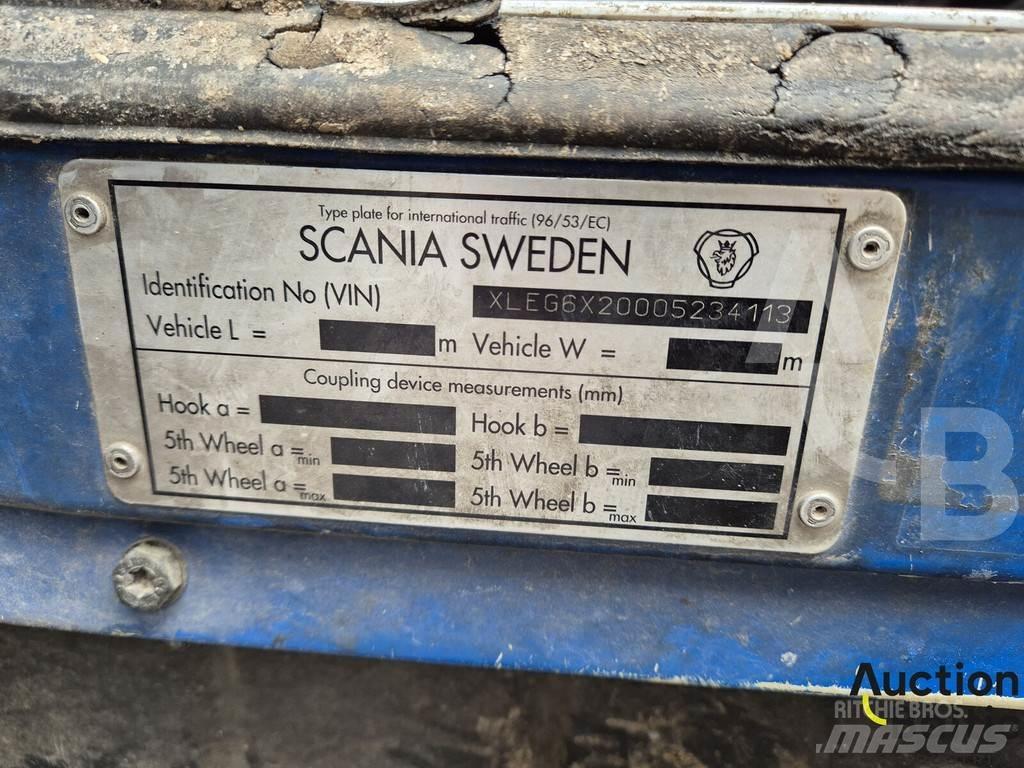 Type plate for international traffic (96/53/EC)
SCANIA SWEDEN
Identification No (VIN) XLEG6X20005234113
Vehicle L = m Vehicle W = m
Coupling device measurements (mm)
Hook a = Hook b =
5th Wheel a =min 5th Wheel b =min
5th Wheel a =max 5th Wheel b =max
A-B
Auction
RITCHIE BROS.
MASCUS